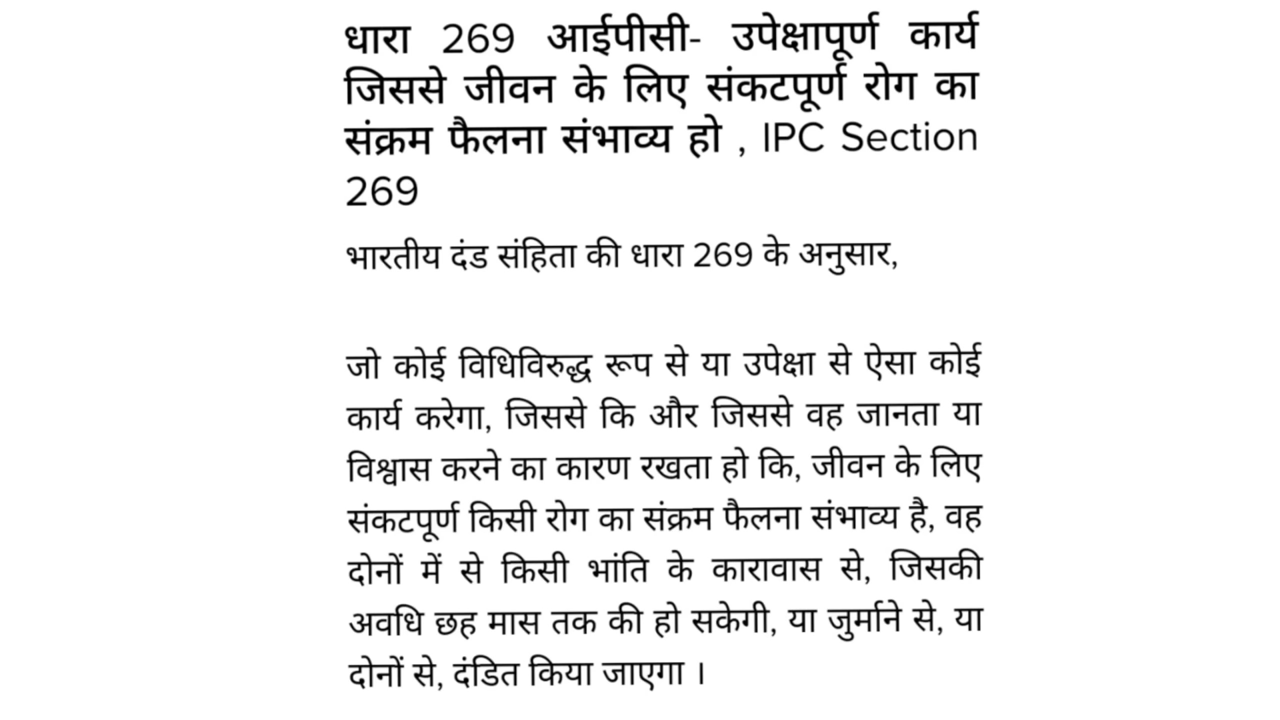 धारा 269 आईपीसी- उपेक्षापूर्ण कार्य
जिससे जीवन के लिए संकटपूर्ण रोग का
संक्रम फैलना संभाव्य हो , IPC Section
269
भारतीय दंड संहिता की धारा 269 के अनुसार,
जो कोई विधिविरुद्ध रूप से या उपेक्षा से ऐसा कोई
कार्य करेगा, जिससे कि और जिससे वह जानता या
विश्वास करने का कारण रखता हो कि, जीवन के लिए
संकटपूर्ण किसी रोग का संक्रम फैलना संभाव्य है, वह
दोनों में से किसी भांति के कारावास से, जिसकी
अवधि छह मास तक की हो सकेगी, या जुर्माने से, या
दोनों से, दंडित किया जाएगा ।